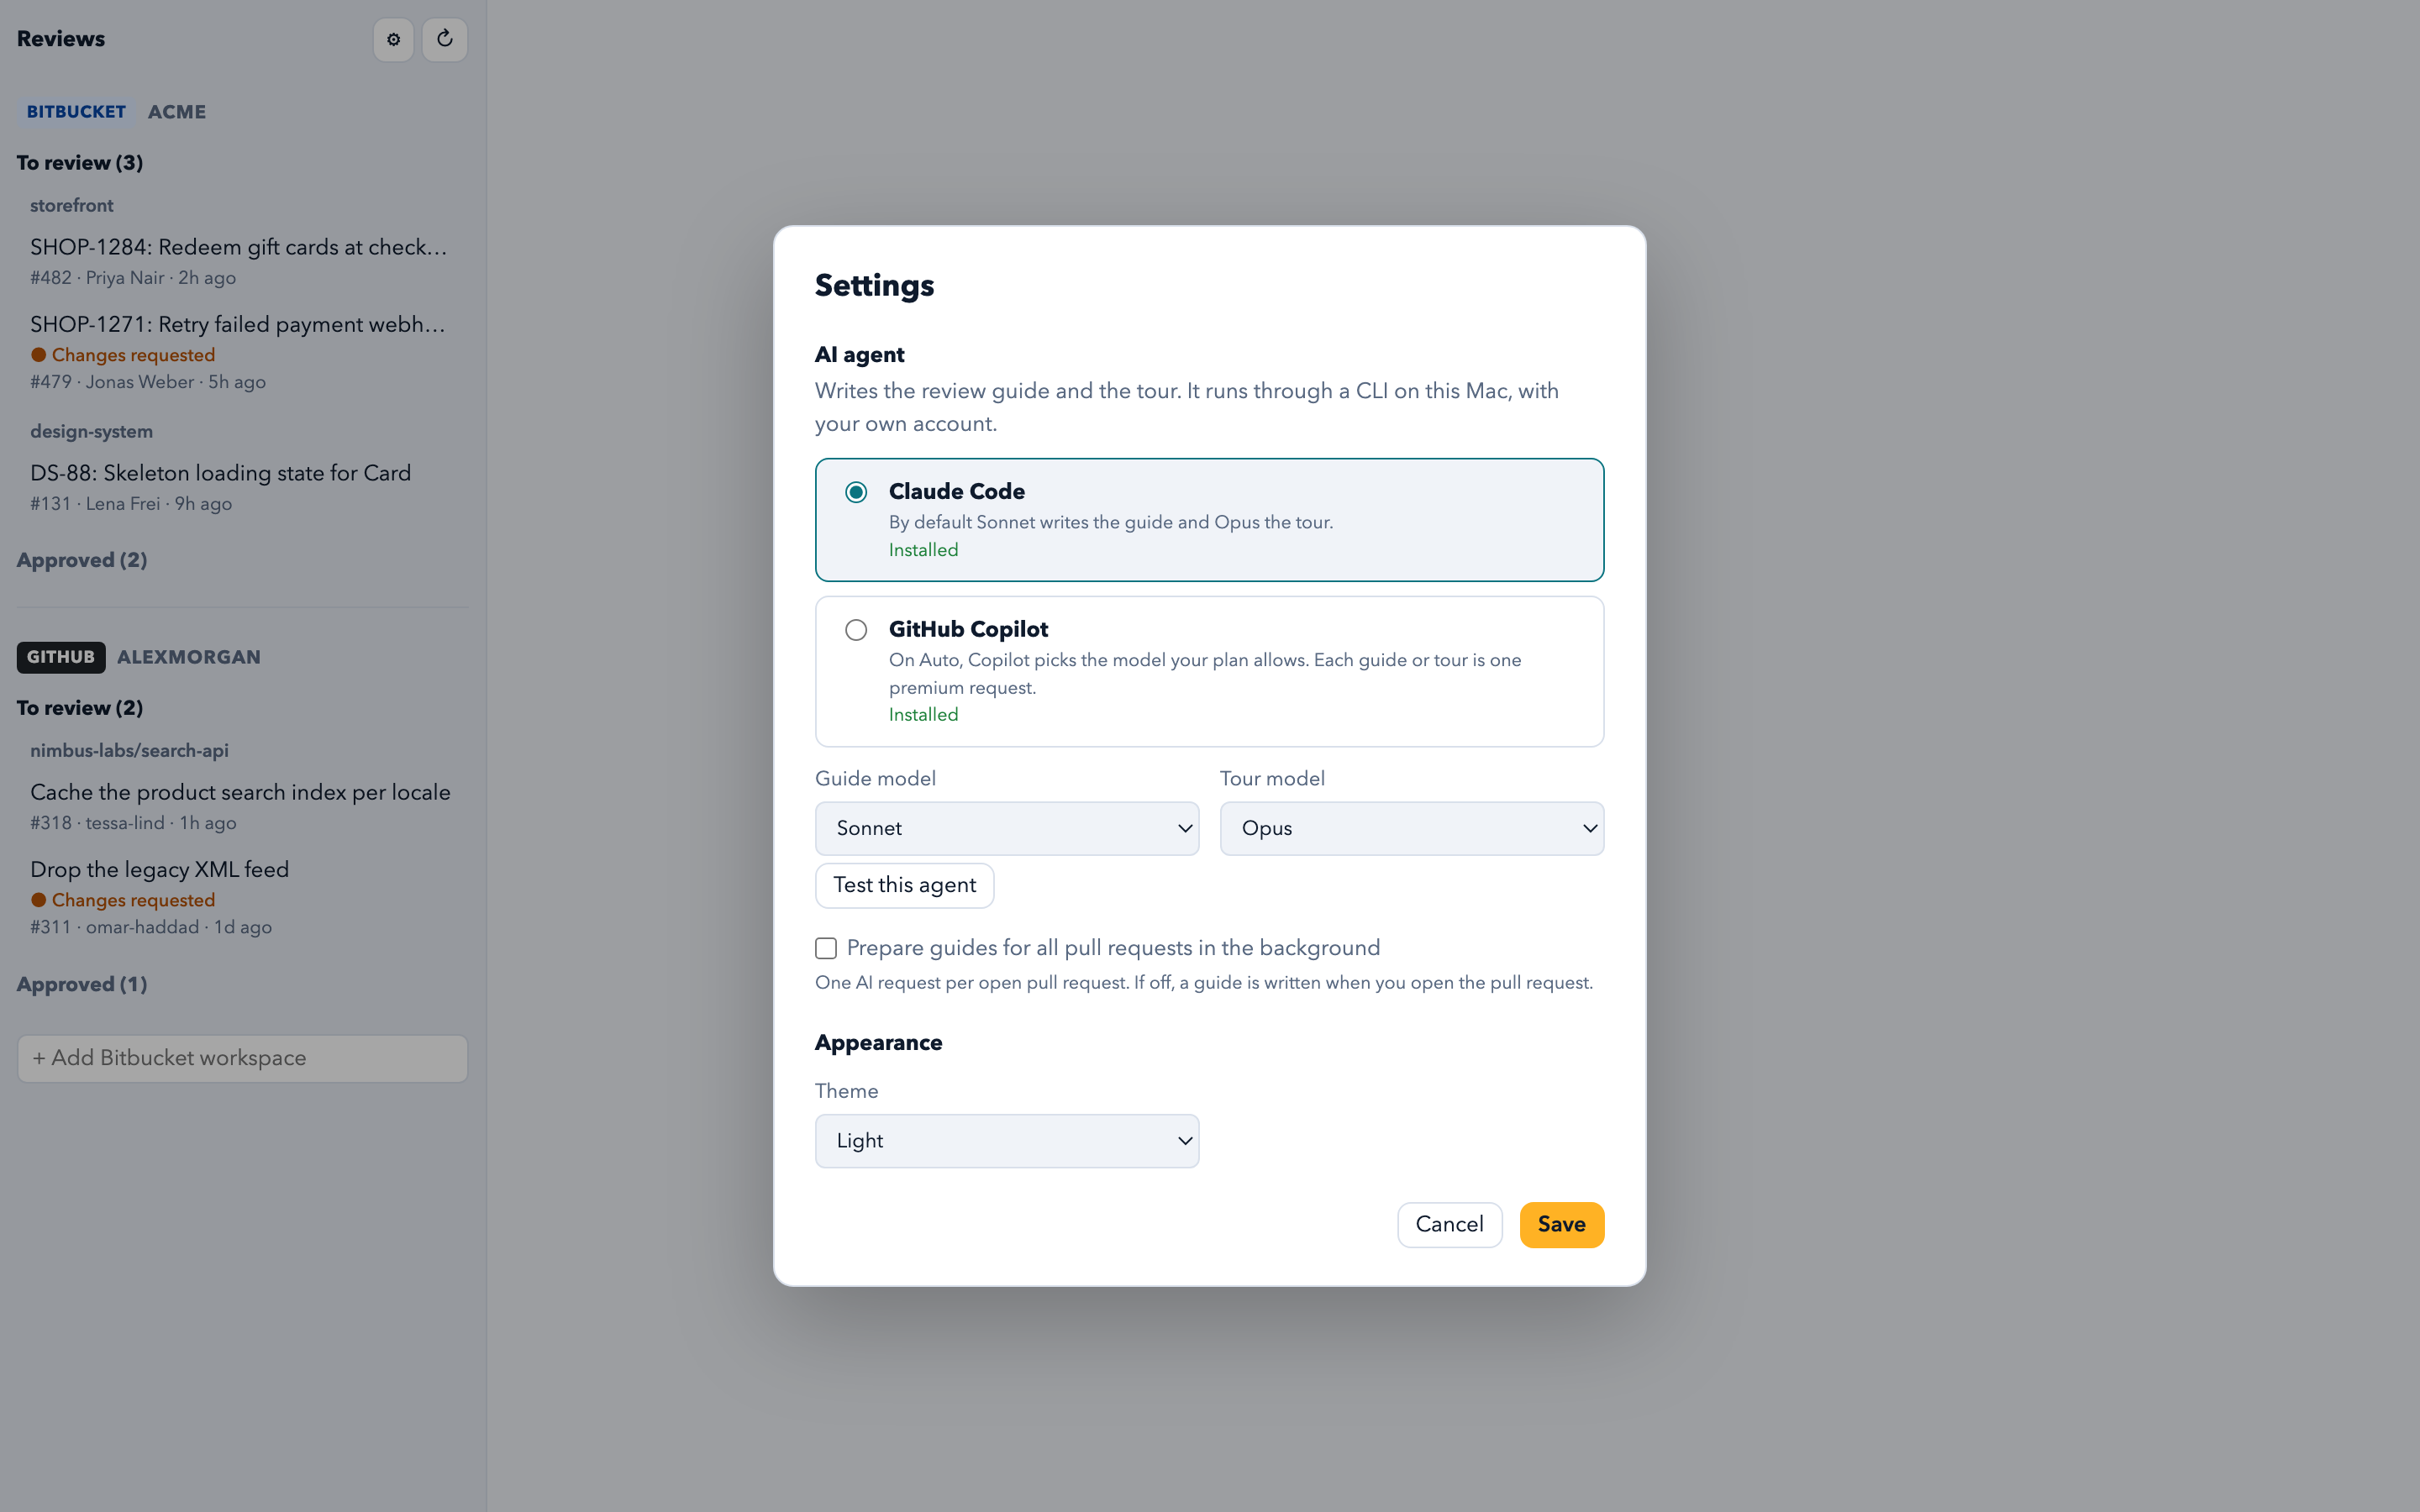 Reviews
BITBUCKET ACME
To review (3)
storefront
SHOP-1284: Redeem gift cards at check…
#482 · Priya Nair · 2h ago
SHOP-1271: Retry failed payment webh…
Changes requested
#479 · Jonas Weber · 5h ago
design-system
DS-88: Skeleton loading state for Card
#131 · Lena Frei · 9h ago
Approved (2)
GITHUB ALEXMORGAN
To review (2)
nimbus-labs/search-api
Cache the product search index per locale
#318 · tessa-lind · 1h ago
Drop the legacy XML feed
Changes requested
#311 · omar-haddad · 1d ago
Approved (1)
+ Add Bitbucket workspace
Settings
AI agent
Writes the review guide and the tour. It runs through a CLI on this Mac, with
your own account.
Claude Code
By default Sonnet writes the guide and Opus the tour.
Installed
GitHub Copilot
On Auto, Copilot picks the model your plan allows. Each guide or tour is one
premium request.
Installed
Guide model Tour model
Sonnet Opus
Test this agent
Prepare guides for all pull requests in the background
One AI request per open pull request. If off, a guide is written when you open the pull request.
Appearance
Theme
Light
Cancel Save